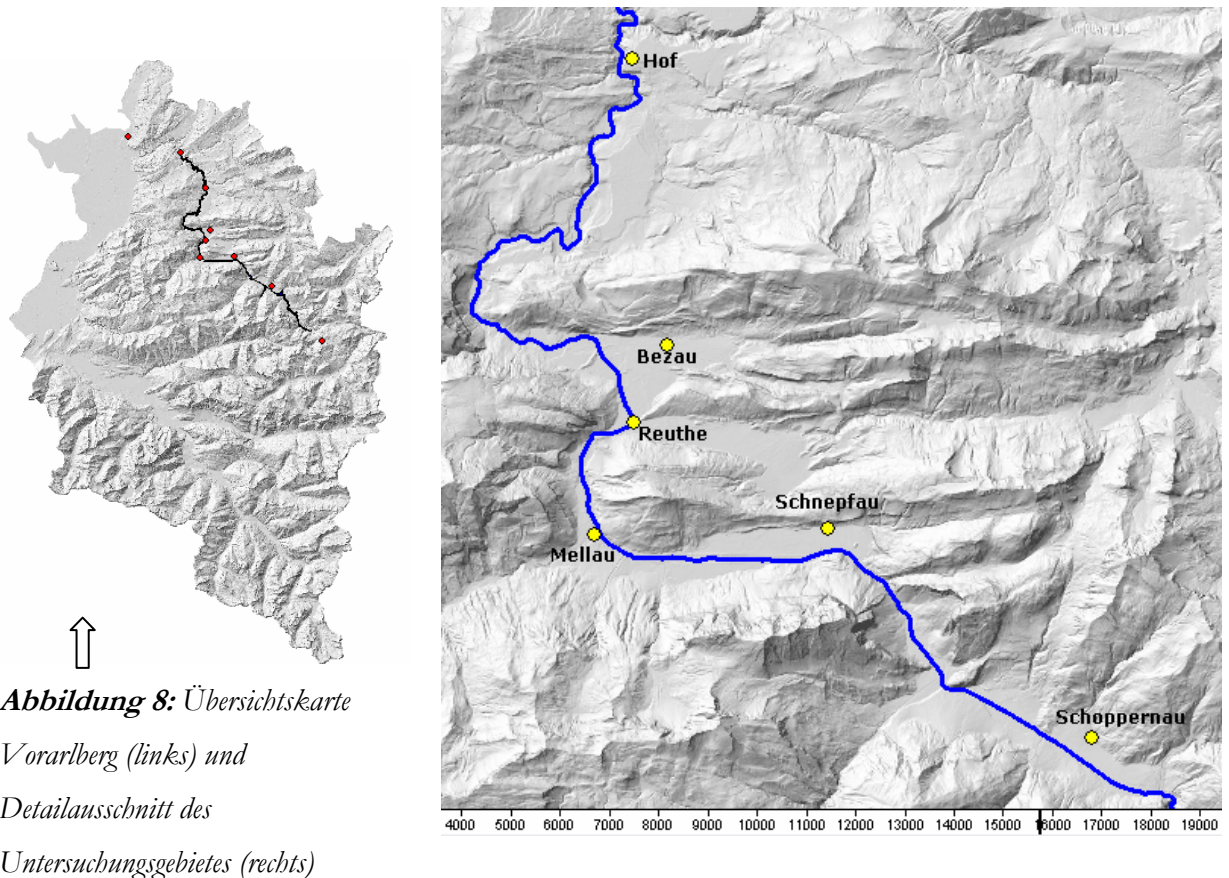 Hof
Bezau
Reuthe
Schnepfau
Mellau
Schoppernau
4000 5000 6000 7000 8000 9000 10000 11000 12000 13000 14000 15000 16000 17000 18000 19000
Abbildung 8: Übersichtskarte
Vorarlberg (links) und
Detailausschnitt des
Untersuchungsgebietes (rechts)